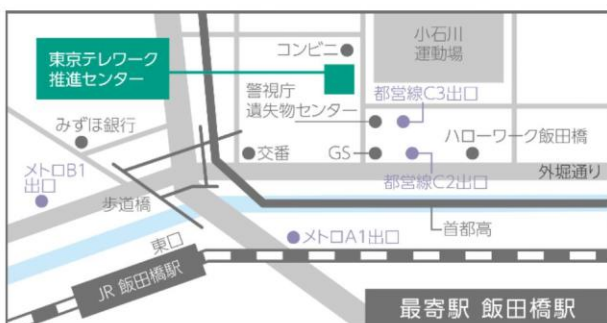 東京テレワーク
推進センター
コンビニ
小石川
運動場
警視庁
遺失物センター
都営線C3出口
みずほ銀行
交番
GS
ハローワーク飯田橋
メトロB1
出口
都営線C2出口
外堀通り
歩道橋
首都高
東口
メトロA1出口
JR 飯田橋駅
最寄駅 飯田橋駅